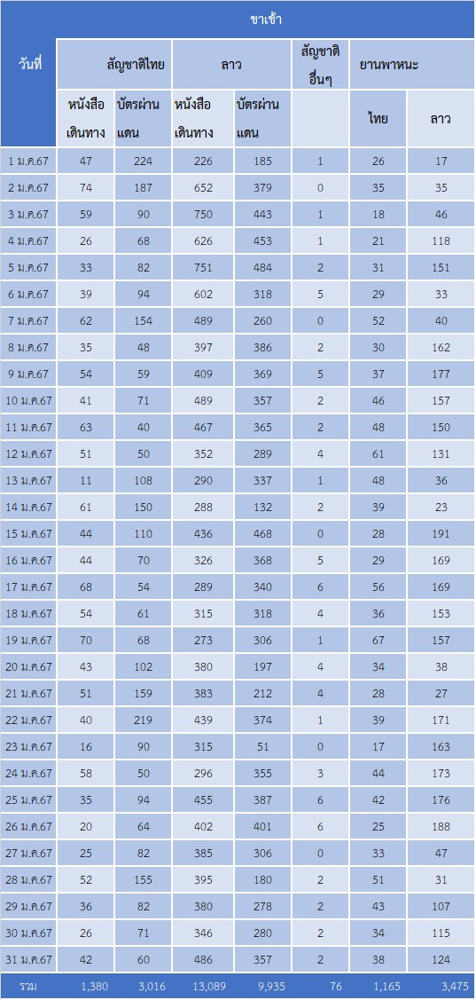 ขาเข้า
วันที่ สัญชาติไทย ลาว สัญชาติ ยานพาหนะ
อื่นๆ
หนังสือ บัตรผ่าน หนังสือ บัตรผ่าน ไทย ลาว
เดินทาง แดน เดินทาง แดน
1 ม.ค.67 47 224 226 185 1 26 17
2 ม.ค.67 74 187 652 379 0 35 35
3 ม.ค.67 59 90 750 443 1 18 46
4 ม.ค.67 26 68 626 453 1 21 118
5 ม.ค.67 33 82 751 484 2 31 151
6 ม.ค.67 39 94 602 318 5 29 33
7 ม.ค.67 62 154 489 260 0 52 40
8 ม.ค.67 35 48 397 386 2 30 162
9 ม.ค.67 54 59 409 369 5 37 177
10 ม.ค.67 41 71 489 357 2 46 157
11 ม.ค.67 63 40 467 365 2 48 150
12 ม.ค.67 51 50 352 289 4 61 131
13 ม.ค.67 11 108 290 337 1 48 36
14 ม.ค.67 61 150 288 132 2 39 23
15 ม.ค.67 44 110 436 468 0 28 191
16 ม.ค.67 44 70 326 368 5 29 169
17 ม.ค.67 68 54 289 340 6 56 169
18 ม.ค.67 54 61 315 318 4 36 153
19 ม.ค.67 70 68 273 306 1 67 157
20 ม.ค.67 43 102 380 197 4 34 38
21 ม.ค.67 51 159 383 212 4 28 27
22 ม.ค.67 40 219 439 374 1 39 171
23 ม.ค.67 16 90 315 51 0 17 163
24 ม.ค.67 58 50 296 355 3 44 173
25 ม.ค.67 35 94 455 387 6 42 176
26 ม.ค.67 20 64 402 401 6 25 188
27 ม.ค.67 25 82 385 306 0 33 47
28 ม.ค.67 52 155 395 180 2 51 31
29 ม.ค.67 36 82 380 278 2 43 107
30 ม.ค.67 26 71 346 280 2 34 115
31 ม.ค.67 42 60 486 357 2 38 124
รวม 1,380 3,016 13,089 9,935 76 1,165 3,475